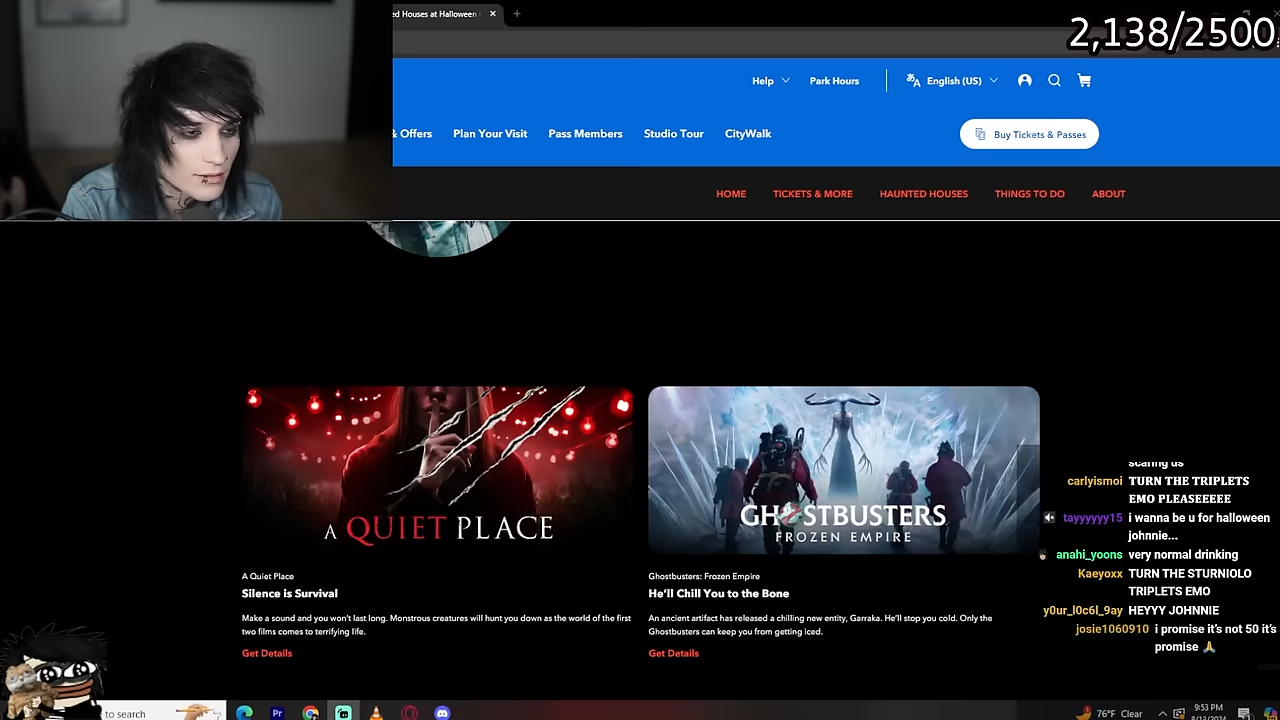 ed Houses at Halloween
2,138/2500
Help
Park Hours
English (US)
& Offers
Plan Your Visit
Pass Members
Studio Tour
CityWalk
Buy Tickets & Passes
HOME
TICKETS & MORE
HAUNTED HOUSES
THINGS TO DO
ABOUT
A QUIET PLACE
GHOSTBUSTERS
FROZEN EMPIRE
A Quiet Place
Silence is Survival
Make a sound and you won't last long. Monstrous creatures will hunt you down as the world of the first
two films comes to terrifying life.
Get Details
Ghostbusters: Frozen Empire
He'll Chill You to the Bone
An ancient artifact has released a chilling new entity, Garraka. He'll stop you cold. Only the
Ghostbusters can keep you from getting iced.
Get Details
scaring us
carlyismoi TURN THE TRIPLETS
EMO PLEASEEEEE
tayyyyyy15 i wanna be u for halloween
johnnie...
anahi_yoons very normal drinking
Kaeyoxx TURN THE STURNIOLO
TRIPLETS EMO
y0ur_l0c6l_9ay HEYYY JOHNNIE
josie1060910 i promise it's not 50 it's
promise 🙏
to search
Pr
76°F Clear
9:53 PM
8/13/2024